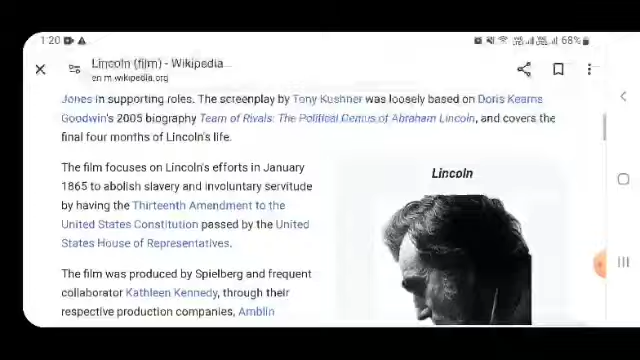 1:20
68%
Lincoln (film) - Wikipedia
en.m.wikipedia.org
Jones in supporting roles. The screenplay by Tony Kushner was loosely based on Doris Kearns
Goodwin's 2005 biography Team of Rivals: The Political Genius of Abraham Lincoln, and covers the
final four months of Lincoln's life.
The film focuses on Lincoln's efforts in January
1865 to abolish slavery and involuntary servitude
by having the Thirteenth Amendment to the
United States Constitution passed by the United
States House of Representatives.
The film was produced by Spielberg and frequent
collaborator Kathleen Kennedy, through their
respective production companies, Amblin
Lincoln